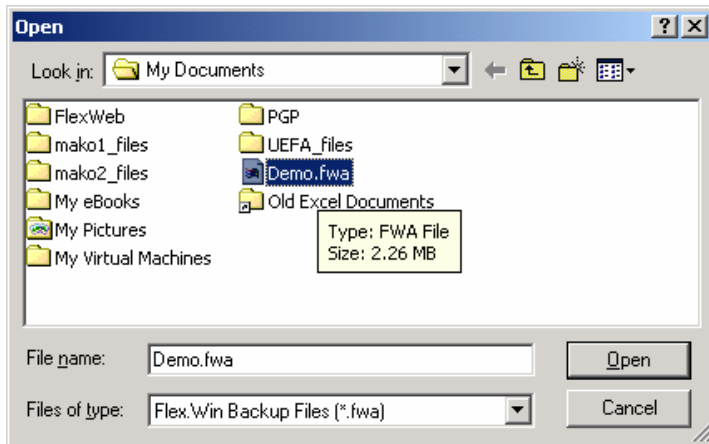 Open
Look in: My Documents
FlexWeb
mako1_files
mako2_files
My eBooks
My Pictures
My Virtual Machines
PGP
UEFA_files
Demo.fwa
Old Excel Documents
Type: FWA File
Size: 2.26 MB
File name: Demo.fwa
Open
Files of type: Flex.Win Backup Files (*.fwa)
Cancel